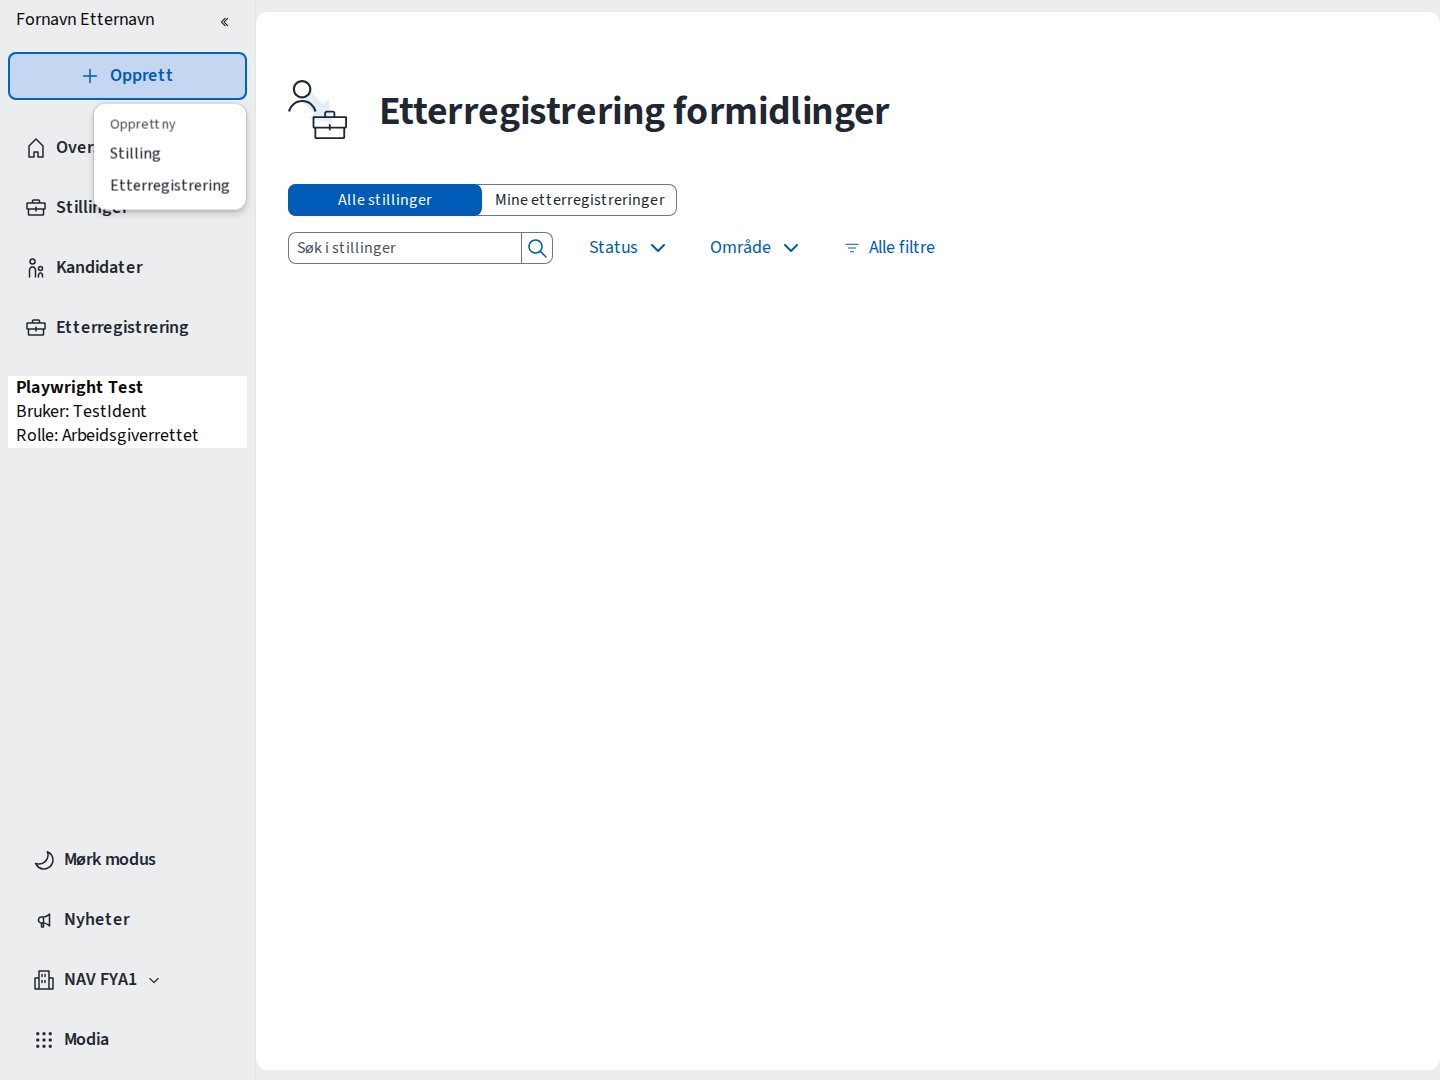 Fornavn Etternavn
Opprett
Opprett ny
Stilling
Etterregistrering
Over
Stillinger
Kandidater
Etterregistrering
Playwright Test
Bruker: TestIdent
Rolle: Arbeidsgiverrettet
Mørk modus
Nyheter
NAV FYA1
Modia
Etterregistrering formidlinger
Alle stillinger Mine etterregistreringer
Søk i stillinger Status Område Alle filtre